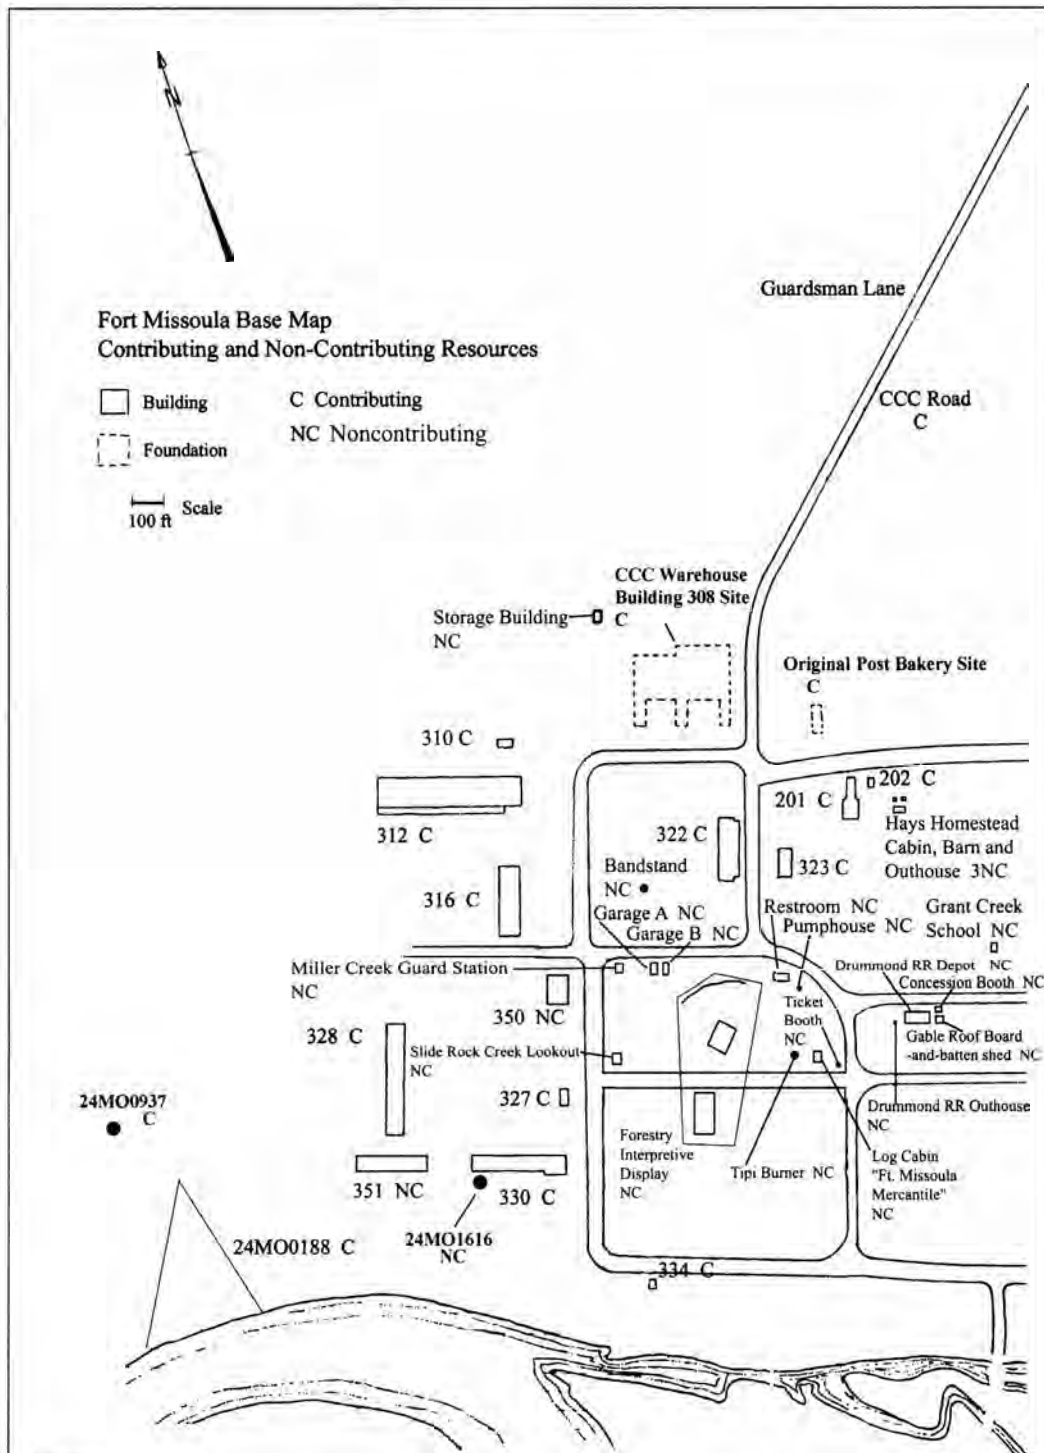 N
Guardsman Lane
Fort Missoula Base Map
Contributing and Non-Contributing Resources
Building
C Contributing
Foundation
NC Noncontributing
100 ft Scale
CCC Road
C
CCC Warehouse
Building 308 Site
C
Storage Building
NC
Original Post Bakery Site
C
310 C
312 C
316 C
322 C
201 C
202 C
323 C
Hays Homestead
Cabin, Barn and
Outhouse 3NC
Bandstand
NC
Garage A NC
Garage B NC
Restroom NC
Pumphouse NC
Grant Creek
School NC
NC
Miller Creek Guard Station
NC
350 NC
Drummond RR Depot
Concession Booth NC
Ticket
Booth
NC
Gable Roof Board
-and-batten shed NC
328 C
Slide Rock Creek Lookout
NC
327 C
24MO0937
C
Drummond RR Outhouse
NC
Forestry
Interpretive
Display
NC
Tipi Burner NC
Log Cabin
"Ft. Missoula
Mercantile"
NC
351 NC
330 C
24MO1616
NC
24MO0188 C
334 C